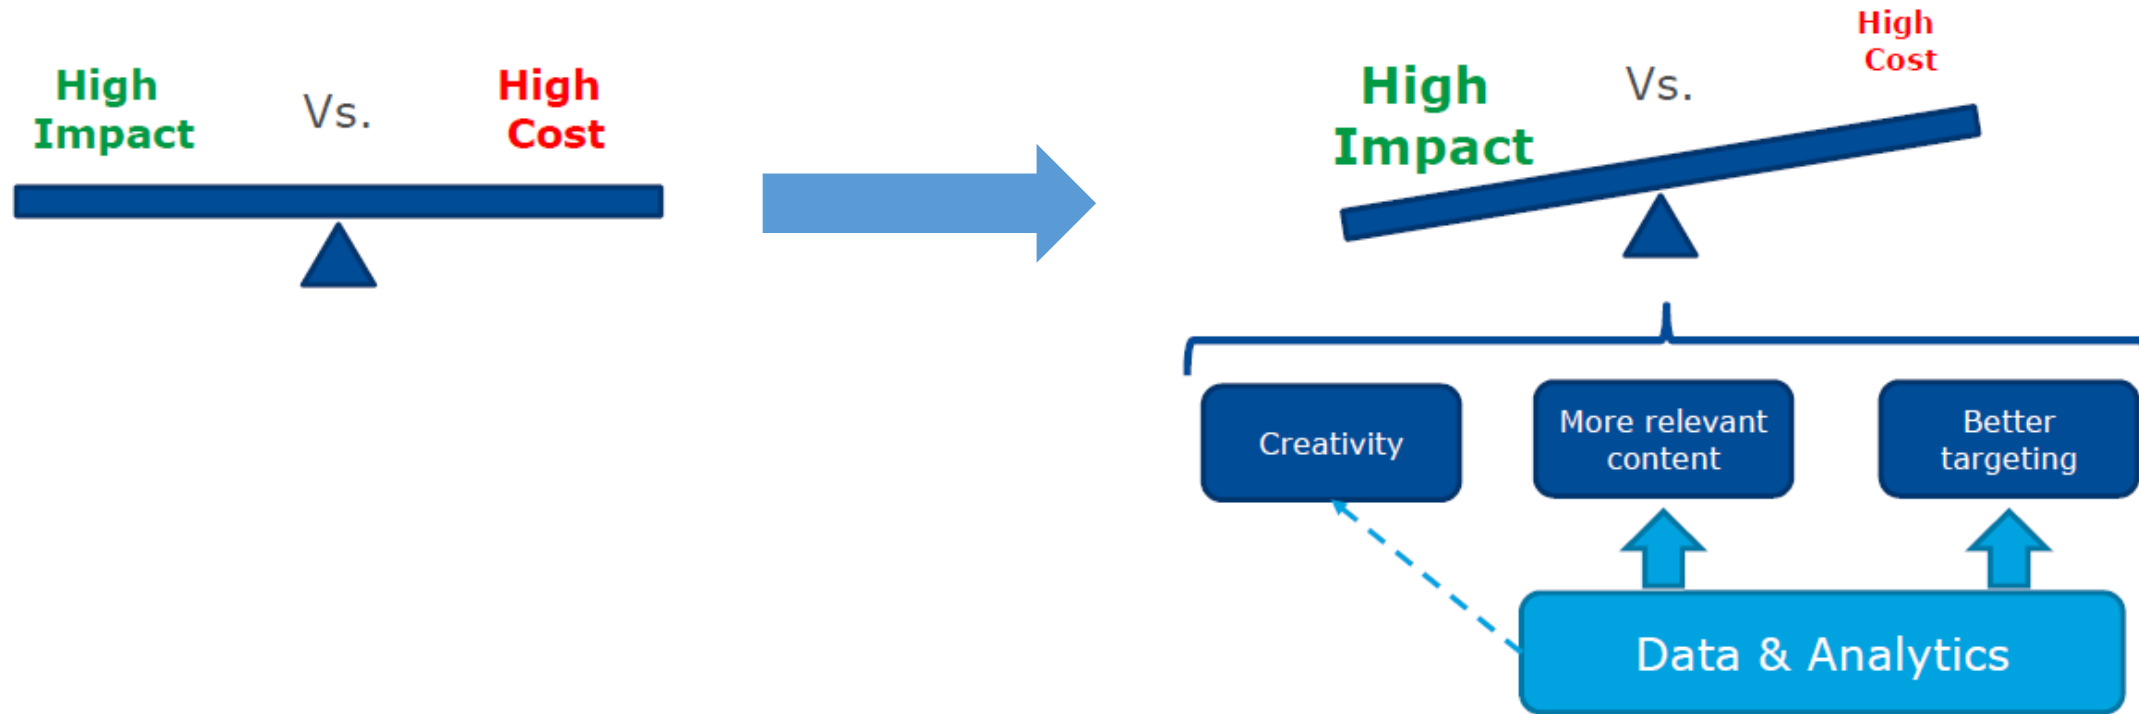 High
Impact
Vs.
High
Cost
High
Impact
Vs.
High
Cost
Creativity
More relevant
content
Better
targeting
Data & Analytics